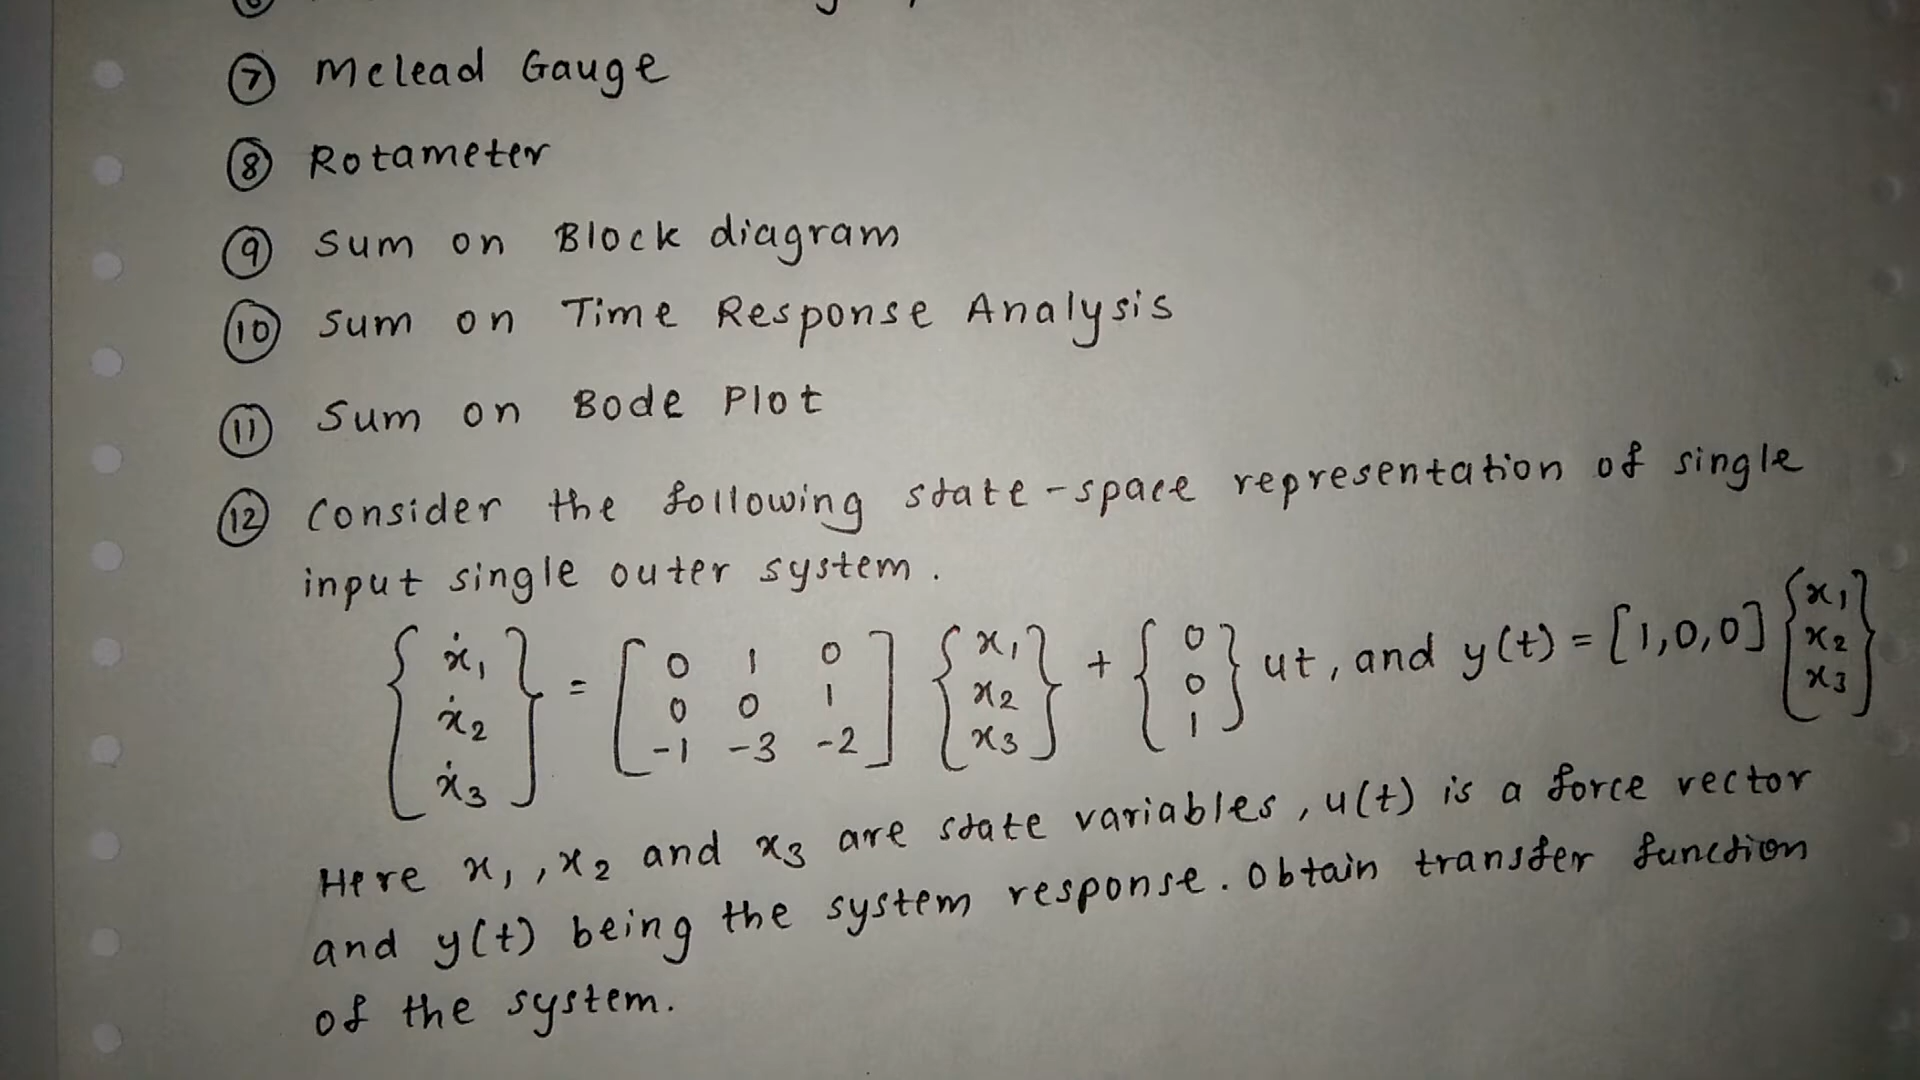 ⑦ Mclead Gauge
⑧ Rotameter
⑨ Sum on Block diagram
⑩ Sum on Time Response Analysis
⑪ Sum on Bode Plot
⑫ Consider the following state-space representation of single
input single outer system.
{ẋ1 ẋ2 ẋ3} = [0 1 0; 0 0 1; -1 -3 -2] {x1 x2 x3} + {0 0 1} ut, and y(t) = [1,0,0] {x1 x2 x3}
Here x1, x2 and x3 are state variables, u(t) is a force vector
and y(t) being the system response. Obtain transfer function
of the system.